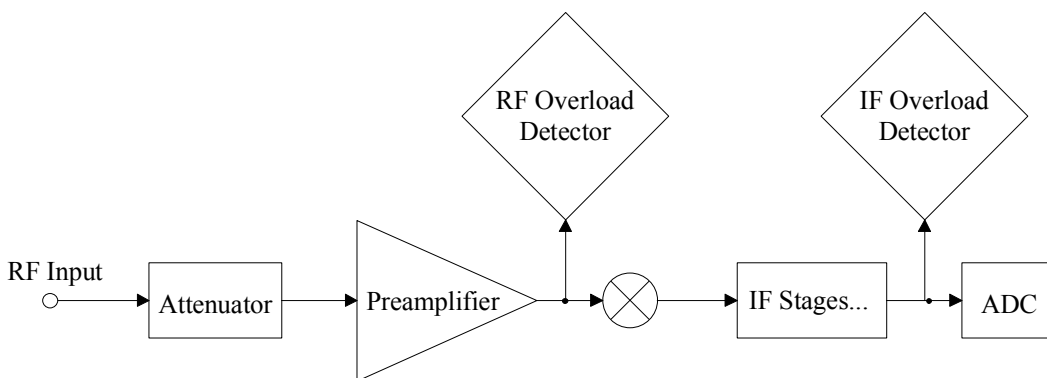 RF Overload
Detector
IF Overload
Detector
RF Input
Attenuator
Preamplifier
IF Stages...
ADC